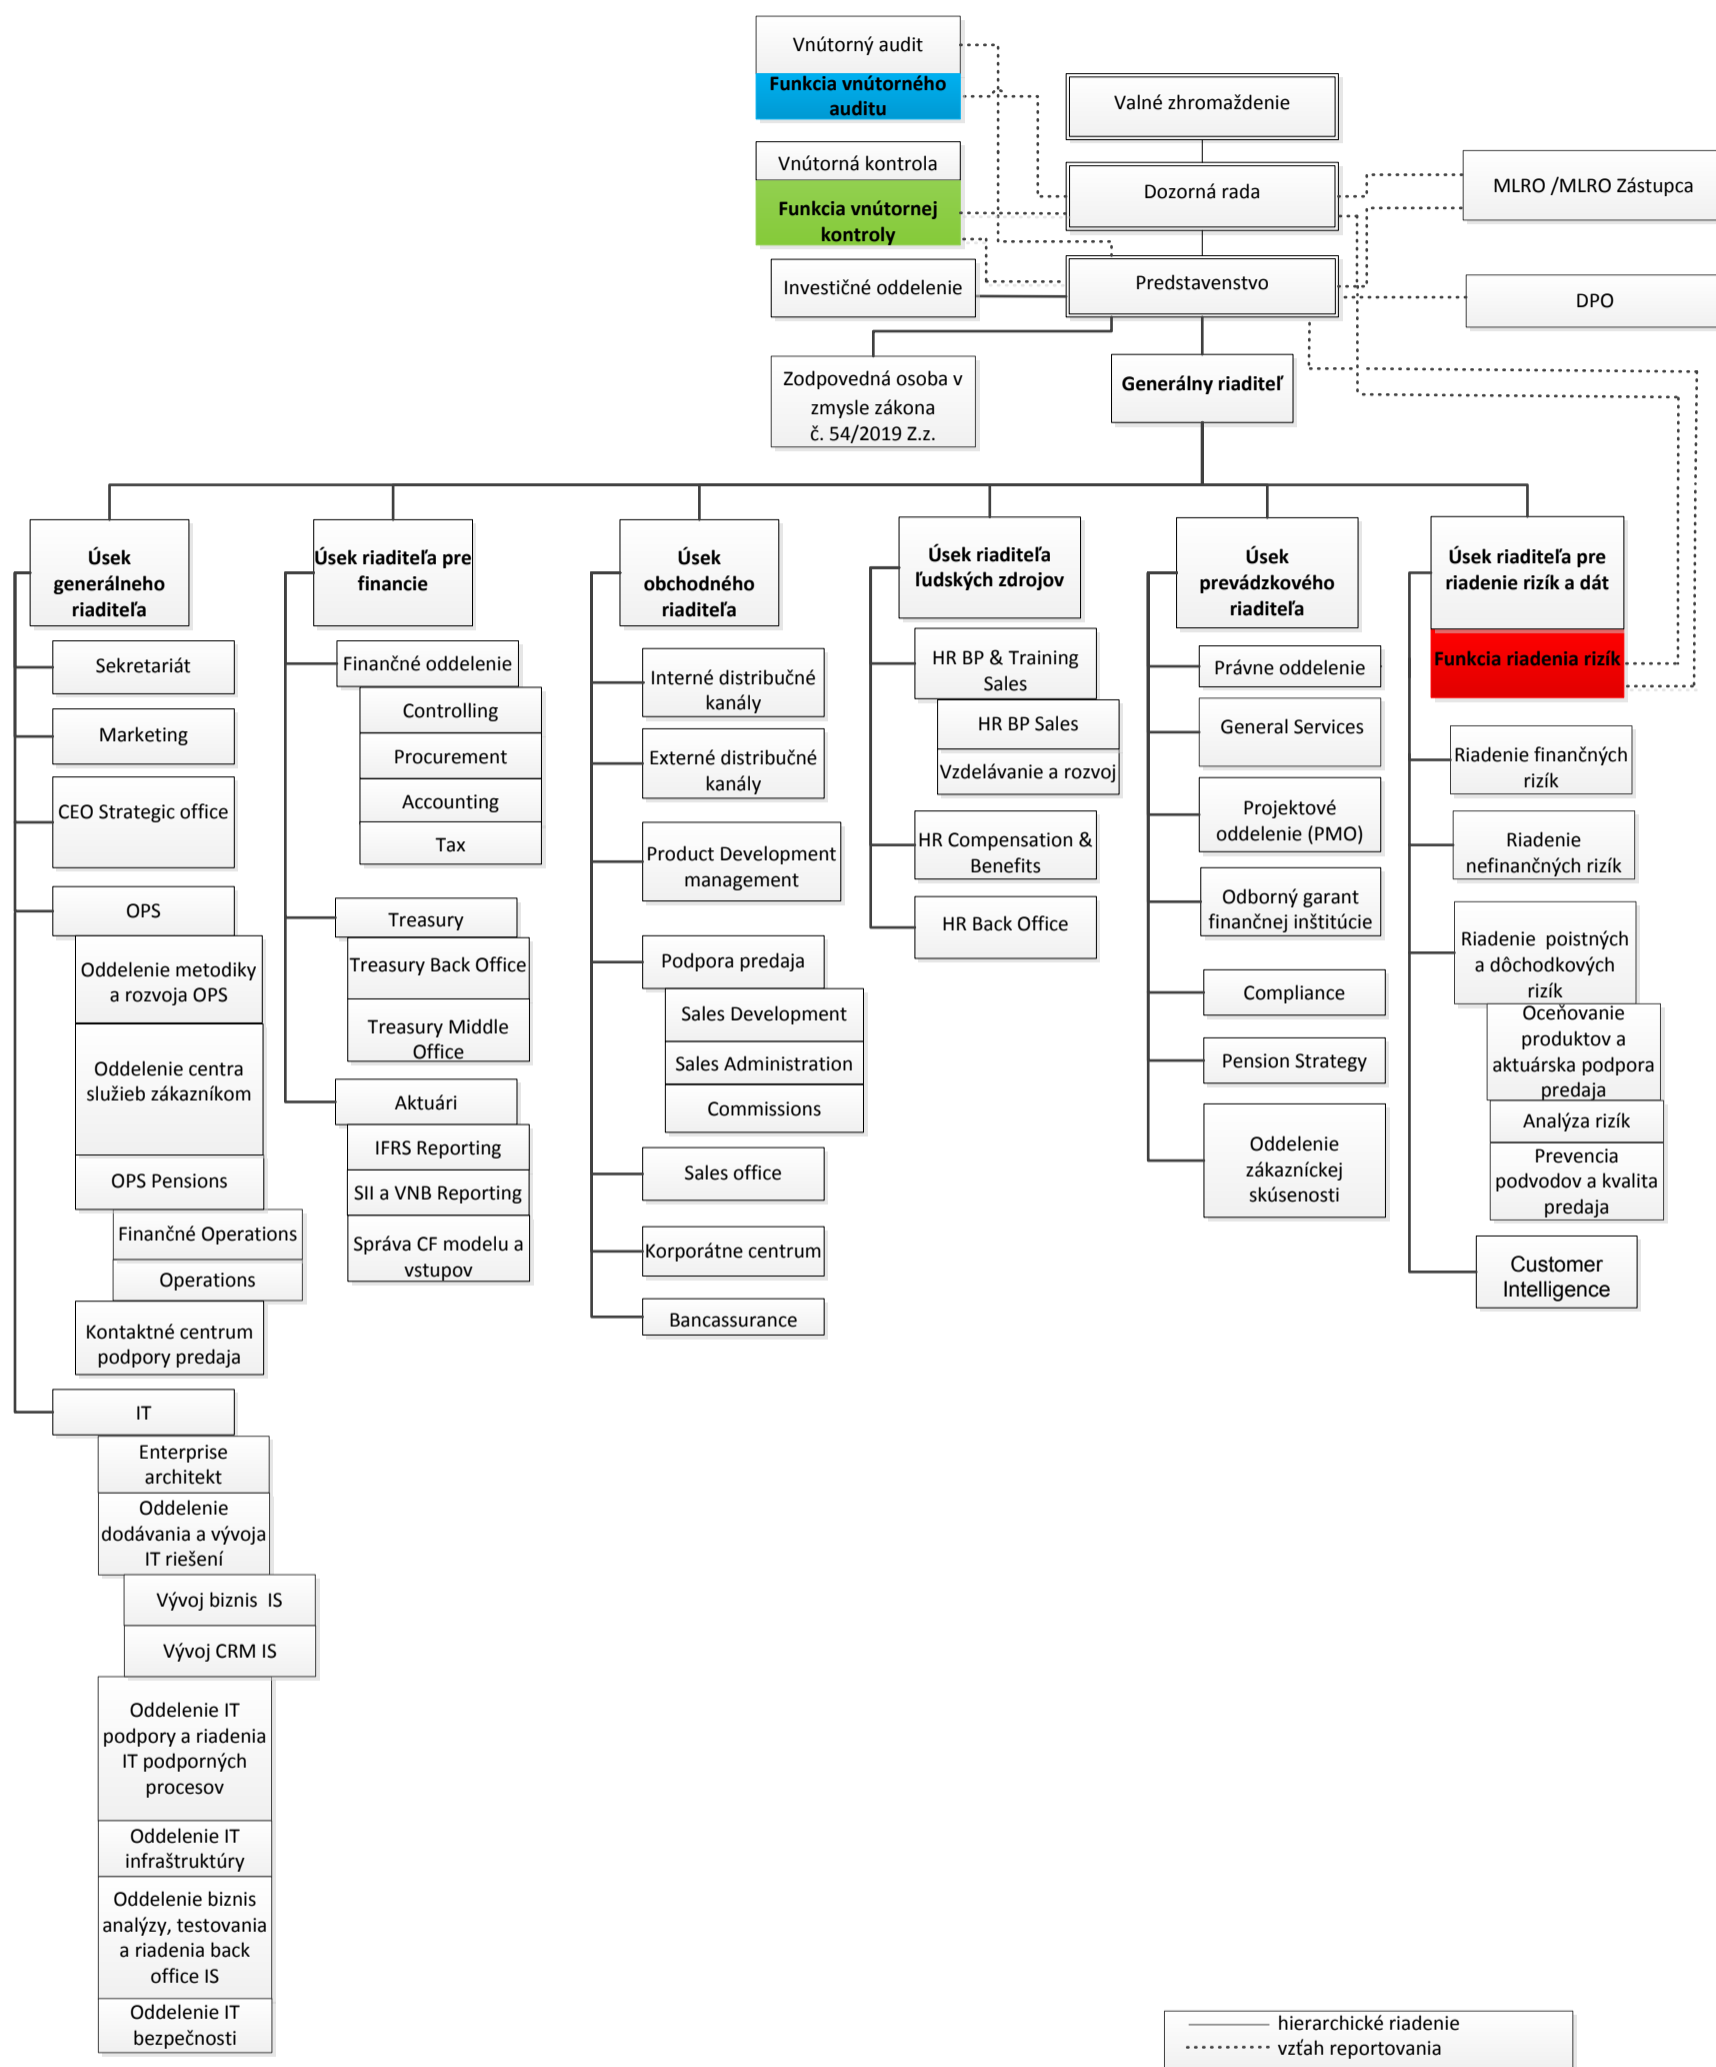 Vnútorný audit
Funkcia vnútorného
auditu
Valné zhromaždenie
Vnútorná kontrola
Funkcia vnútornej
kontroly
Dozorná rada
MLRO /MLRO Zástupca
Investičné oddelenie
Predstavenstvo
DPO
Zodpovedná osoba v
zmysle zákona
č. 54/2019 Z.z.
Generálny riaditeľ
Úsek
generálneho
riaditeľa
Sekretariát
Marketing
CEO Strategic office
OPS
Oddelenie metodiky
a rozvoja OPS
Oddelenie centra
služieb zákazníkom
OPS Pensions
Finančné Operations
Operations
Kontaktné centrum
podpory predaja
IT
Enterprise
architekt
Oddelenie
dodávania a vývoja
IT riešení
Vývoj biznis  IS
Vývoj CRM IS
Oddelenie IT
podpory a riadenia
IT podporných
procesov
Oddelenie IT
infraštruktúry
Oddelenie biznis
analýzy, testovania
a riadenia back
office IS
Oddelenie IT
bezpečnosti
Úsek riaditeľa pre
financie
Finančné oddelenie
Controlling
Procurement
Accounting
Tax
Treasury
Treasury Back Office
Treasury Middle
Office
Aktuári
IFRS Reporting
SII a VNB Reporting
Správa CF modelu a
vstupov
Úsek
obchodného
riaditeľa
Interné distribučné
kanály
Externé distribučné
kanály
Product Development
management
Podpora predaja
Sales Development
Sales Administration
Commissions
Sales office
Korporátne centrum
Bancassurance
Úsek riaditeľa
ľudských zdrojov
HR BP & Training
Sales
HR BP Sales
Vzdelávanie a rozvoj
HR Compensation &
Benefits
HR Back Office
Úsek
prevádzkového
riaditeľa
Právne oddelenie
General Services
Projektové
oddelenie (PMO)
Odborný garant
finančnej inštitúcie
Compliance
Pension Strategy
Oddelenie
zákazníckej
skúsenosti
Úsek riaditeľa pre
riadenie rizík a dát
Funkcia riadenia rizík
Riadenie finančných
rizík
Riadenie
nefinančných rizík
Riadenie  poistných
a dôchodkových
rizík
Oceňovanie
produktov a
aktuárska podpora
predaja
Analýza rizík
Prevencia
podvodov a kvalita
predaja
Customer
Intelligence
hierarchické riadenie
vzťah reportovania